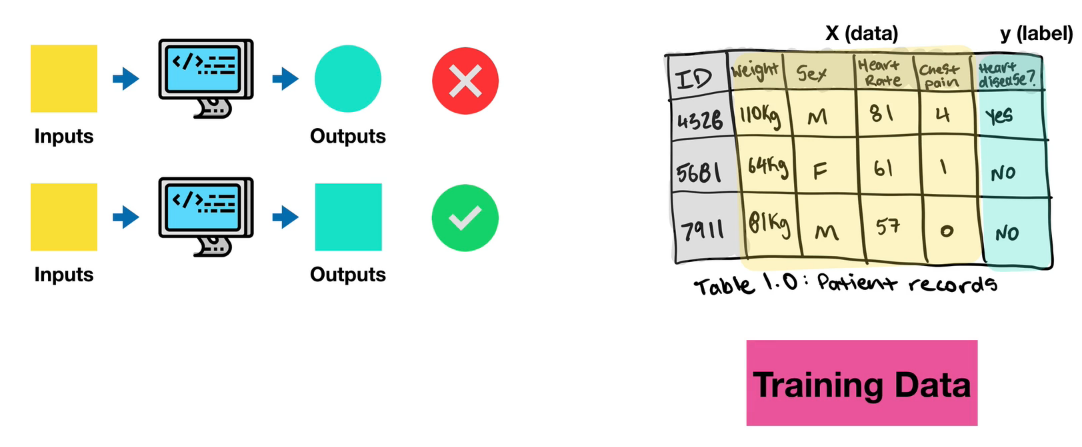 </>
Inputs
Outputs
</>
Inputs
Outputs
X (data) y (label)
ID Weight Sex Heart Rate Chest pain Heart disease?
4328 110Kg M 81 4 Yes
5681 64Kg F 61 1 NO
7911 81Kg M 57 0 NO
Table 1.0: Patient records
Training Data